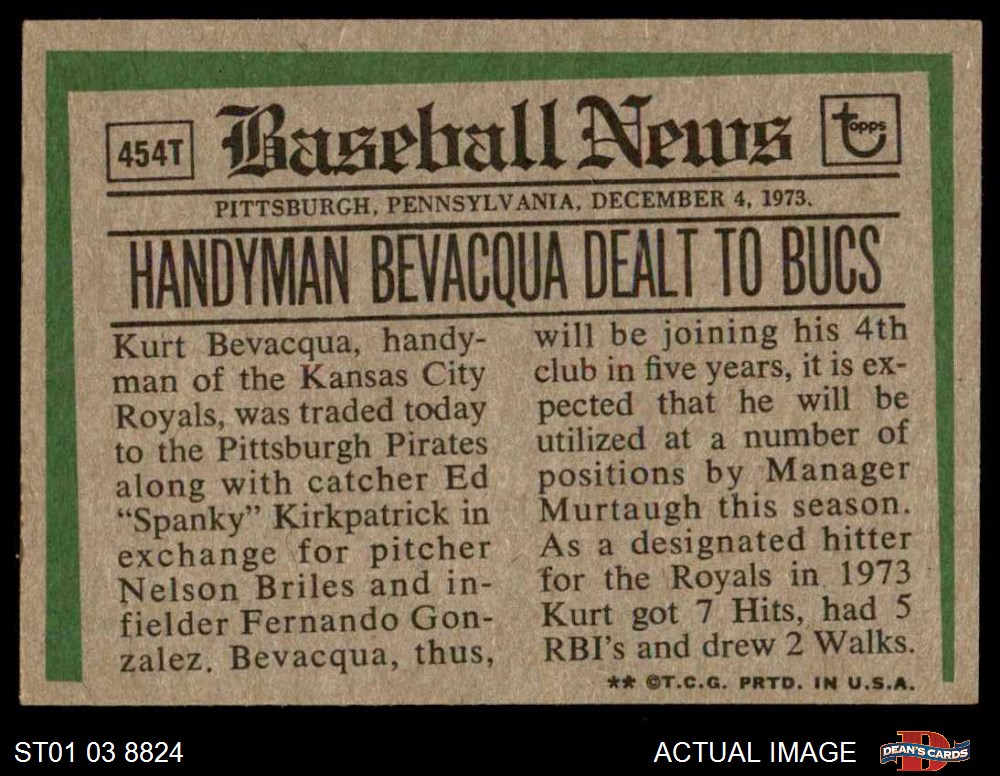 454T
Baseball News
topps
PITTSBURGH, PENNSYLVANIA, DECEMBER 4, 1973.
HANDYMAN BEVACQUA DEALT TO BUCS
Kurt Bevacqua, handy-
man of the Kansas City
Royals, was traded today
to the Pittsburgh Pirates
along with catcher Ed
“Spanky” Kirkpatrick in
exchange for pitcher
Nelson Briles and in-
fielder Fernando Gon-
zalez. Bevacqua, thus,
will be joining his 4th
club in five years, it is ex-
pected that he will be
utilized at a number of
positions by Manager
Murtaugh this season.
As a designated hitter
for the Royals in 1973
Kurt got 7 Hits, had 5
RBI's and drew 2 Walks.
** ©T.C.G. PRTD. IN U.S.A.
ST01 03 8824
ACTUAL IMAGE
D
DEAN'S CARDS